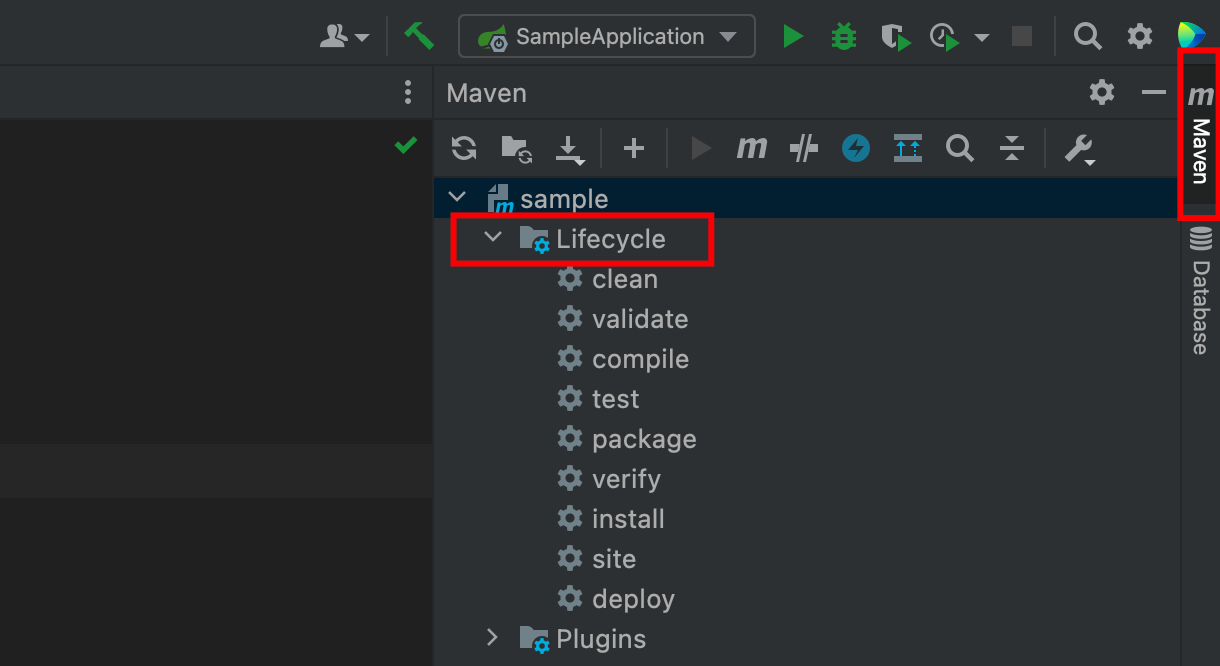 SampleApplication
Maven
m
m
Maven
sample
Lifecycle
clean
validate
compile
test
package
verify
install
site
deploy
Plugins
Database